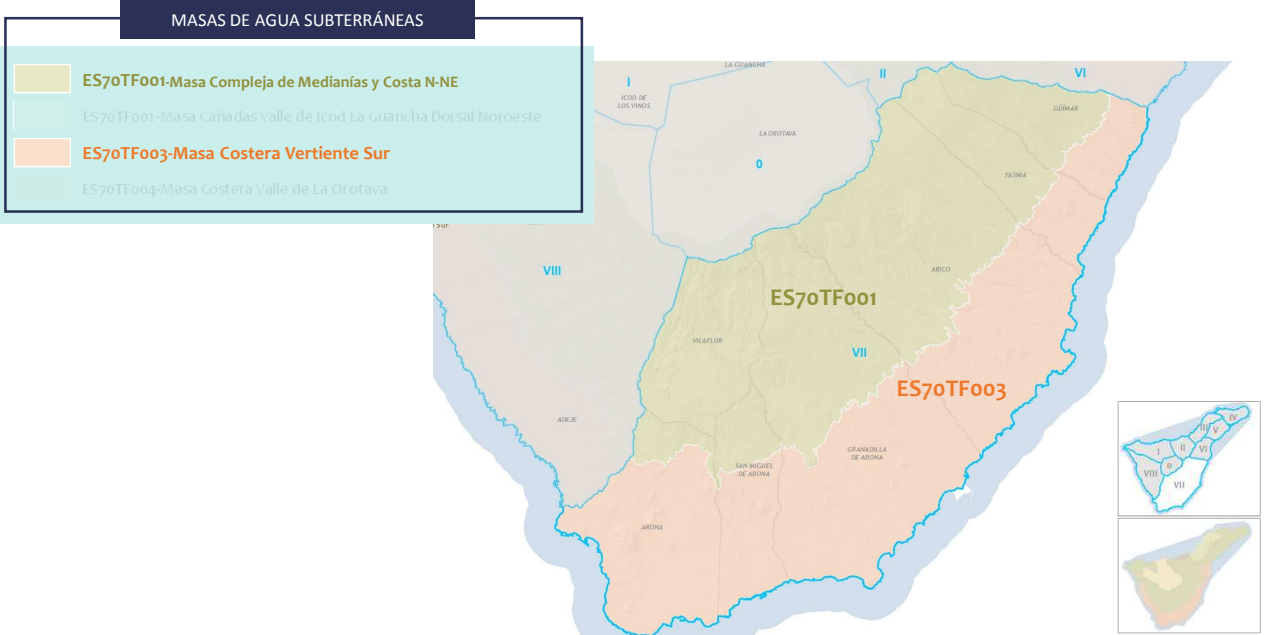 MASAS DE AGUA SUBTERRÁNEAS
ES70TF001-Masa Compleja de Medianías y Costa N-NE
ES70TF002-Masa Cañadas Valle de Icod La Guancha Dorsal Noroeste
ES70TF003-Masa Costera Vertiente Sur
ES70TF004-Masa Costera Valle de La Orotava
LA GUANCHA
I
II
VI
ICOD DE
LOS VINOS
GÜÍMAR
LA OROTAVA
0
FASNIA
SUR
VIII
ARICO
ES70TF001
VILAFLOR
VII
ES70TF003
ADEJE
GRANADILLA
DE ABONA
SAN MIGUEL
DE ABONA
ARONA
III
IV
V
I
II
VI
0
VIII
VII